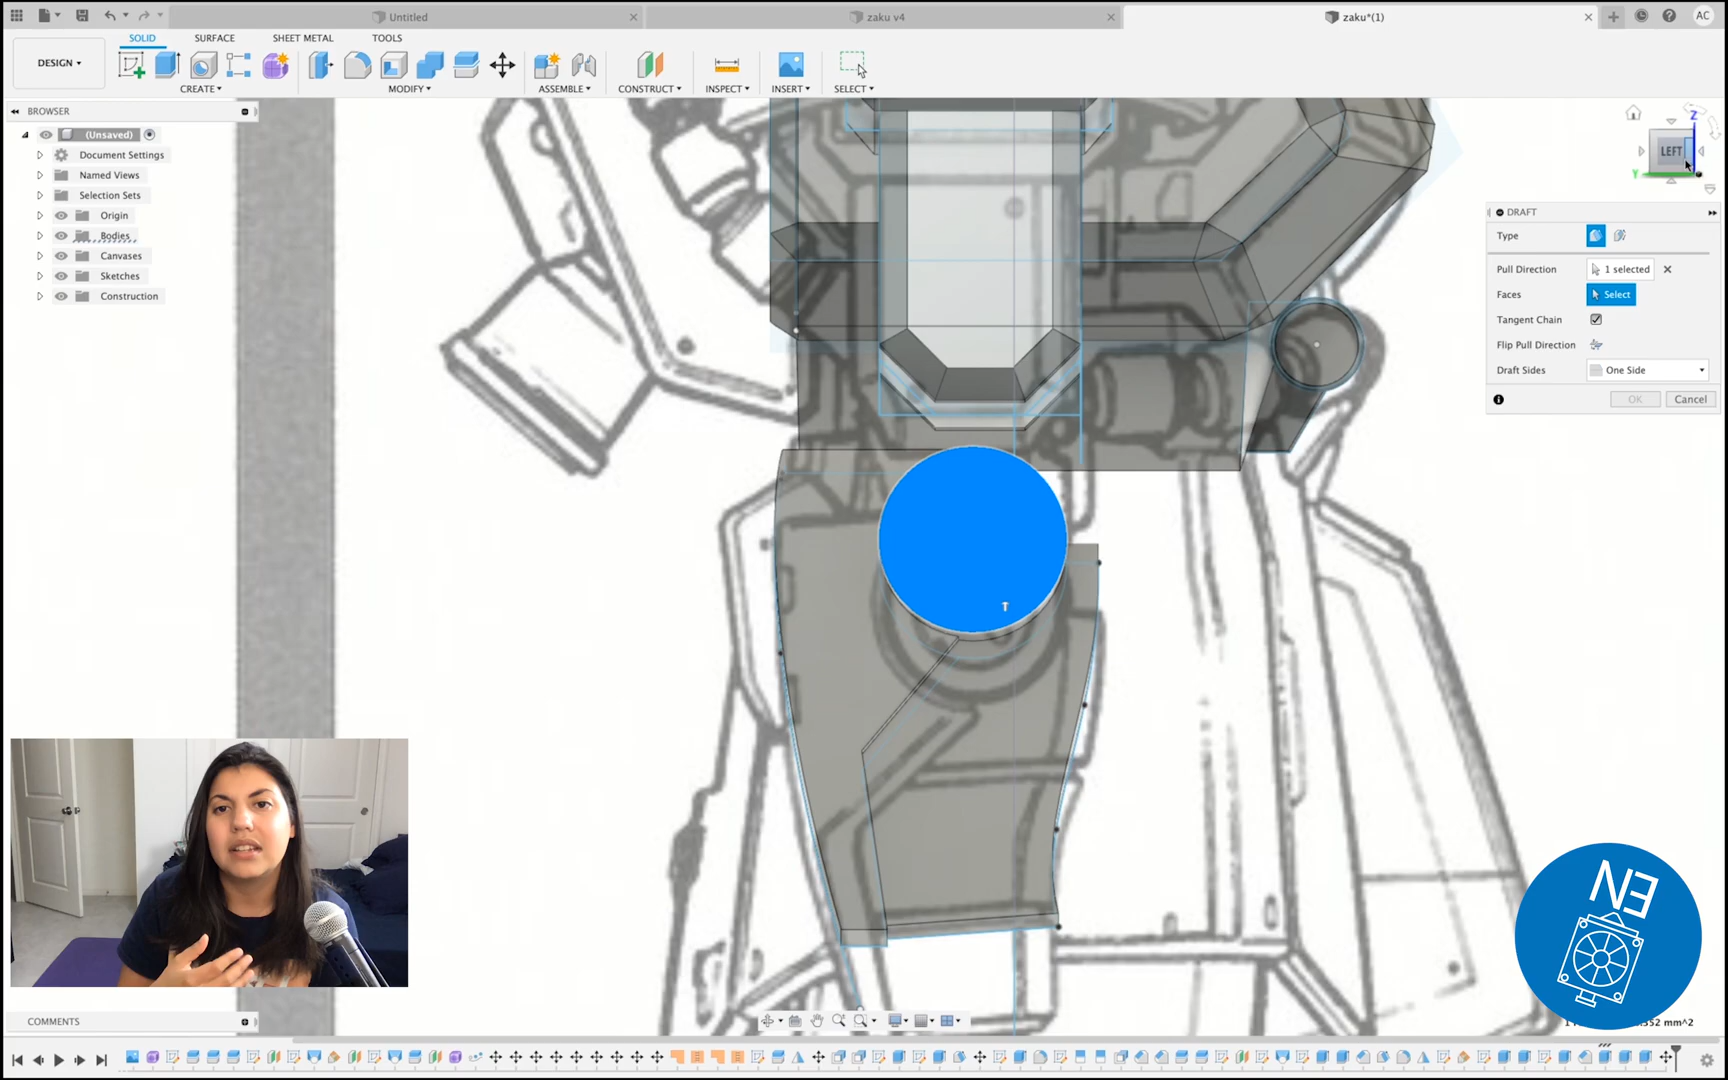 Untitled
zaku v4
zaku*(1)
AC
DESIGN
SOLID
SURFACE
SHEET METAL
TOOLS
CREATE
MODIFY
ASSEMBLE
CONSTRUCT
INSPECT
INSERT
SELECT
BROWSER
(Unsaved)
Document Settings
Named Views
Selection Sets
Origin
Bodies
Canvases
Sketches
Construction
Z
LEFT
Y
DRAFT
Type
Pull Direction
1 selected
Faces
Select
Tangent Chain
Flip Pull Direction
Draft Sides
One Side
OK
Cancel
COMMENTS
mm^2